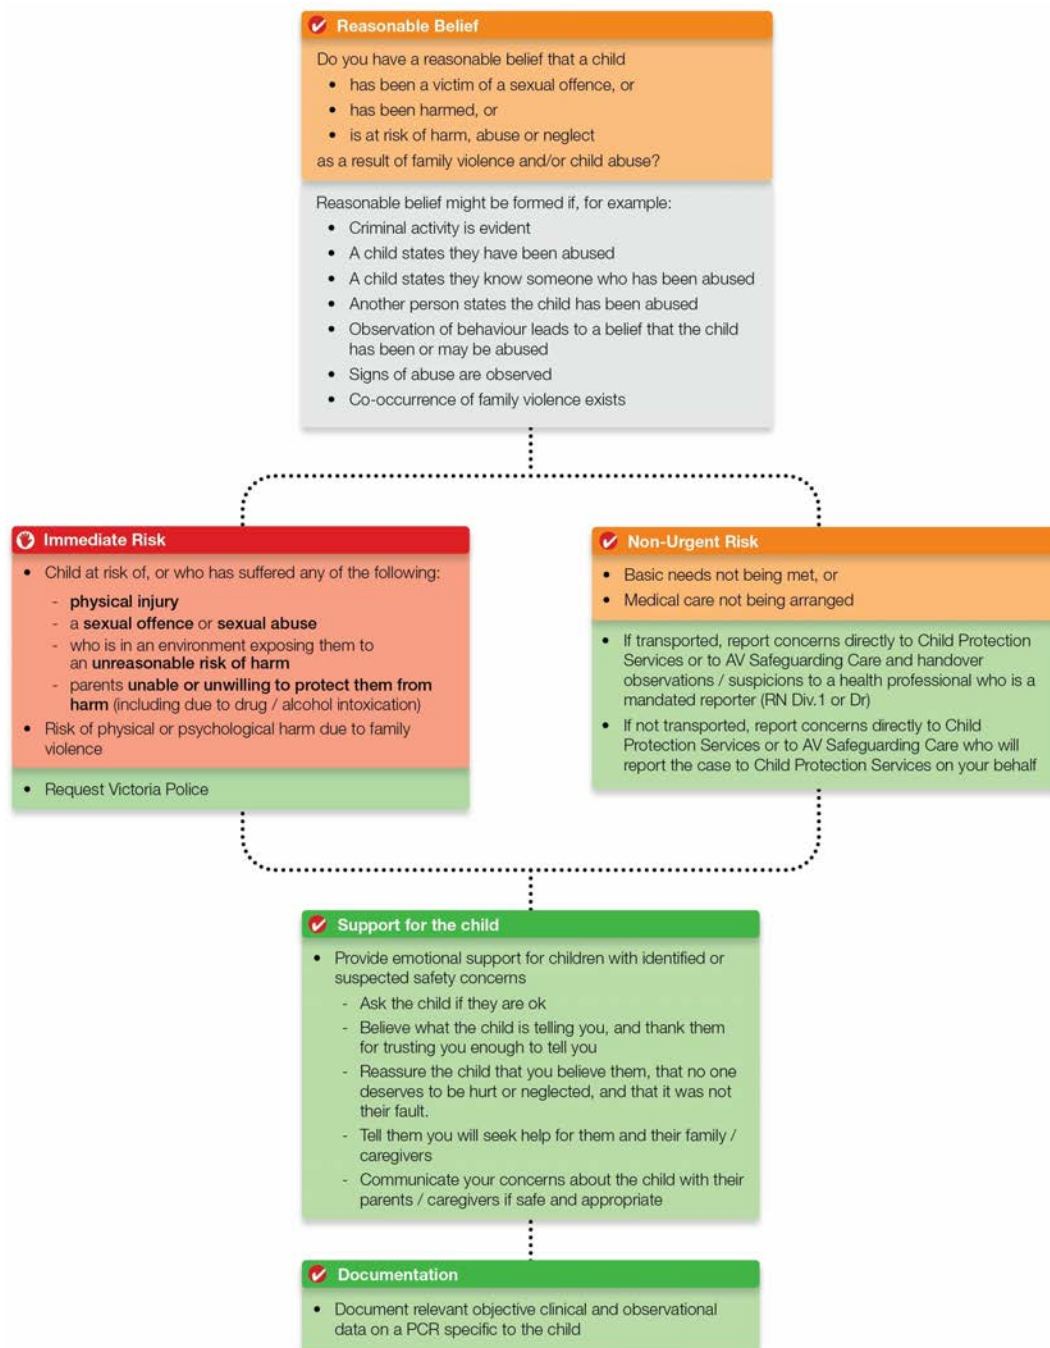 Reasonable Belief
Do you have a reasonable belief that a child
• has been a victim of a sexual offence, or
• has been harmed, or
• is at risk of harm, abuse or neglect
as a result of family violence and/or child abuse?
Reasonable belief might be formed if, for example:
• Criminal activity is evident
• A child states they have been abused
• A child states they know someone who has been abused
• Another person states the child has been abused
• Observation of behaviour leads to a belief that the child
has been or may be abused
• Signs of abuse are observed
• Co-occurrence of family violence exists
Immediate Risk
• Child at risk of, or who has suffered any of the following:
- physical injury
- a sexual offence or sexual abuse
- who is in an environment exposing them to
an unreasonable risk of harm
- parents unable or unwilling to protect them from
harm (including due to drug / alcohol intoxication)
• Risk of physical or psychological harm due to family
violence
• Request Victoria Police
Non-Urgent Risk
• Basic needs not being met, or
• Medical care not being arranged
• If transported, report concerns directly to Child Protection
Services or to AV Safeguarding Care and handover
observations / suspicions to a health professional who is a
mandated reporter (RN Div.1 or Dr)
• If not transported, report concerns directly to Child
Protection Services or to AV Safeguarding Care who will
report the case to Child Protection Services on your behalf
Support for the child
• Provide emotional support for children with identified or
suspected safety concerns
- Ask the child if they are ok
- Believe what the child is telling you, and thank them
for trusting you enough to tell you
- Reassure the child that you believe them, that no one
deserves to be hurt or neglected, and that it was not
their fault.
- Tell them you will seek help for them and their family /
caregivers
- Communicate your concerns about the child with their
parents / caregivers if safe and appropriate
Documentation
• Document relevant objective clinical and observational
data on a PCR specific to the child